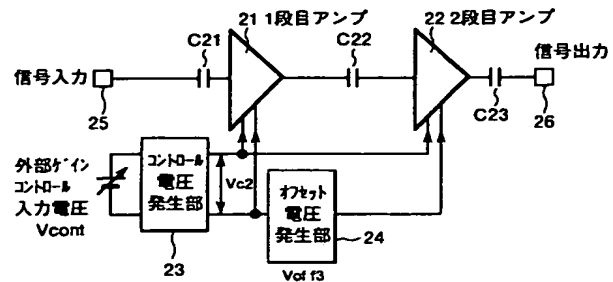 21 1段目アンプ
22 2段目アンプ
C21
C22
信号出力
信号入力
25
C23
26
外部ゲイン
コントロール
入力電圧
Vcont
コントロール
電圧
発生部
23
Vc2
オフセット
電圧
発生部
24
Voff3